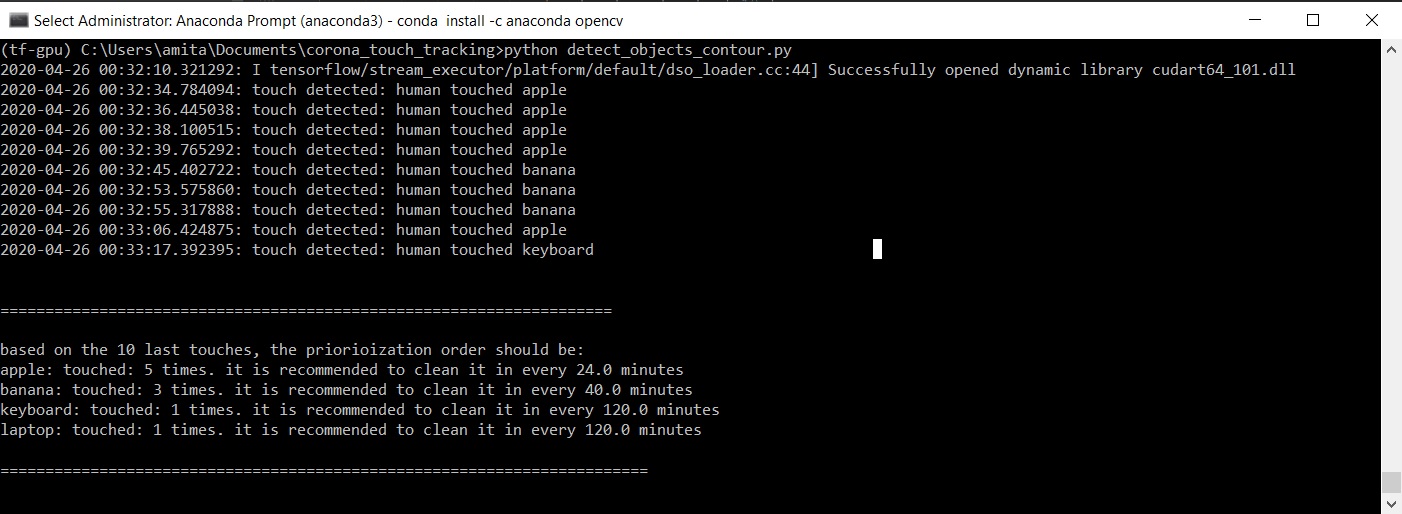 Select Administrator: Anaconda Prompt (anaconda3) - conda  install -c anaconda opencv
(tf-gpu) C:\Users\amita\Documents\corona_touch_tracking>python detect_objects_contour.py
2020-04-26 00:32:10.321292: I tensorflow/stream_executor/platform/default/dso_loader.cc:44] Successfully opened dynamic library cudart64_101.dll
2020-04-26 00:32:34.784094: touch detected: human touched apple
2020-04-26 00:32:36.445038: touch detected: human touched apple
2020-04-26 00:32:38.100515: touch detected: human touched apple
2020-04-26 00:32:39.765292: touch detected: human touched apple
2020-04-26 00:32:45.402722: touch detected: human touched banana
2020-04-26 00:32:53.575860: touch detected: human touched banana
2020-04-26 00:32:55.317888: touch detected: human touched banana
2020-04-26 00:33:06.424875: touch detected: human touched apple
2020-04-26 00:33:17.392395: touch detected: human touched keyboard
====================================================================
based on the 10 last touches, the priorioization order should be:
apple: touched: 5 times. it is recommended to clean it in every 24.0 minutes
banana: touched: 3 times. it is recommended to clean it in every 40.0 minutes
keyboard: touched: 1 times. it is recommended to clean it in every 120.0 minutes
laptop: touched: 1 times. it is recommended to clean it in every 120.0 minutes
========================================================================